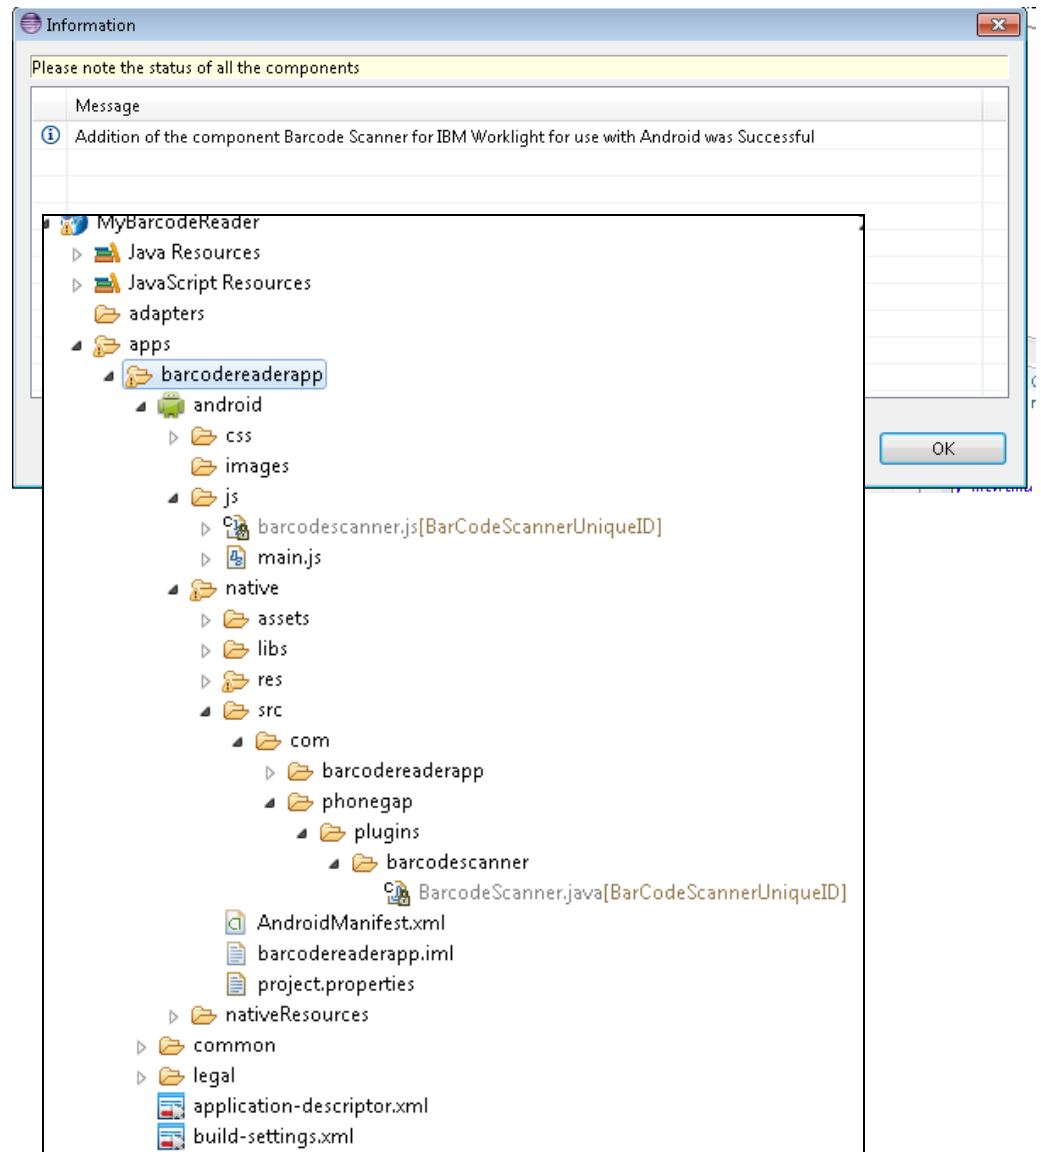 Information
Please note the status of all the components
Message
Addition of the component Barcode Scanner for IBM Worklight for use with Android was Successful
MyBarcodeReader
Java Resources
JavaScript Resources
adapters
apps
barcodereaderapp
android
css
OK
images
js
barcodescanner.js[BarCodeScannerUniqueID]
main.js
native
assets
libs
res
src
com
barcodereaderapp
phonegap
plugins
barcodescanner
BarcodeScanner.java[BarCodeScannerUniqueID]
AndroidManifest.xml
barcodereaderapp.iml
project.properties
nativeResources
common
legal
application-descriptor.xml
build-settings.xml